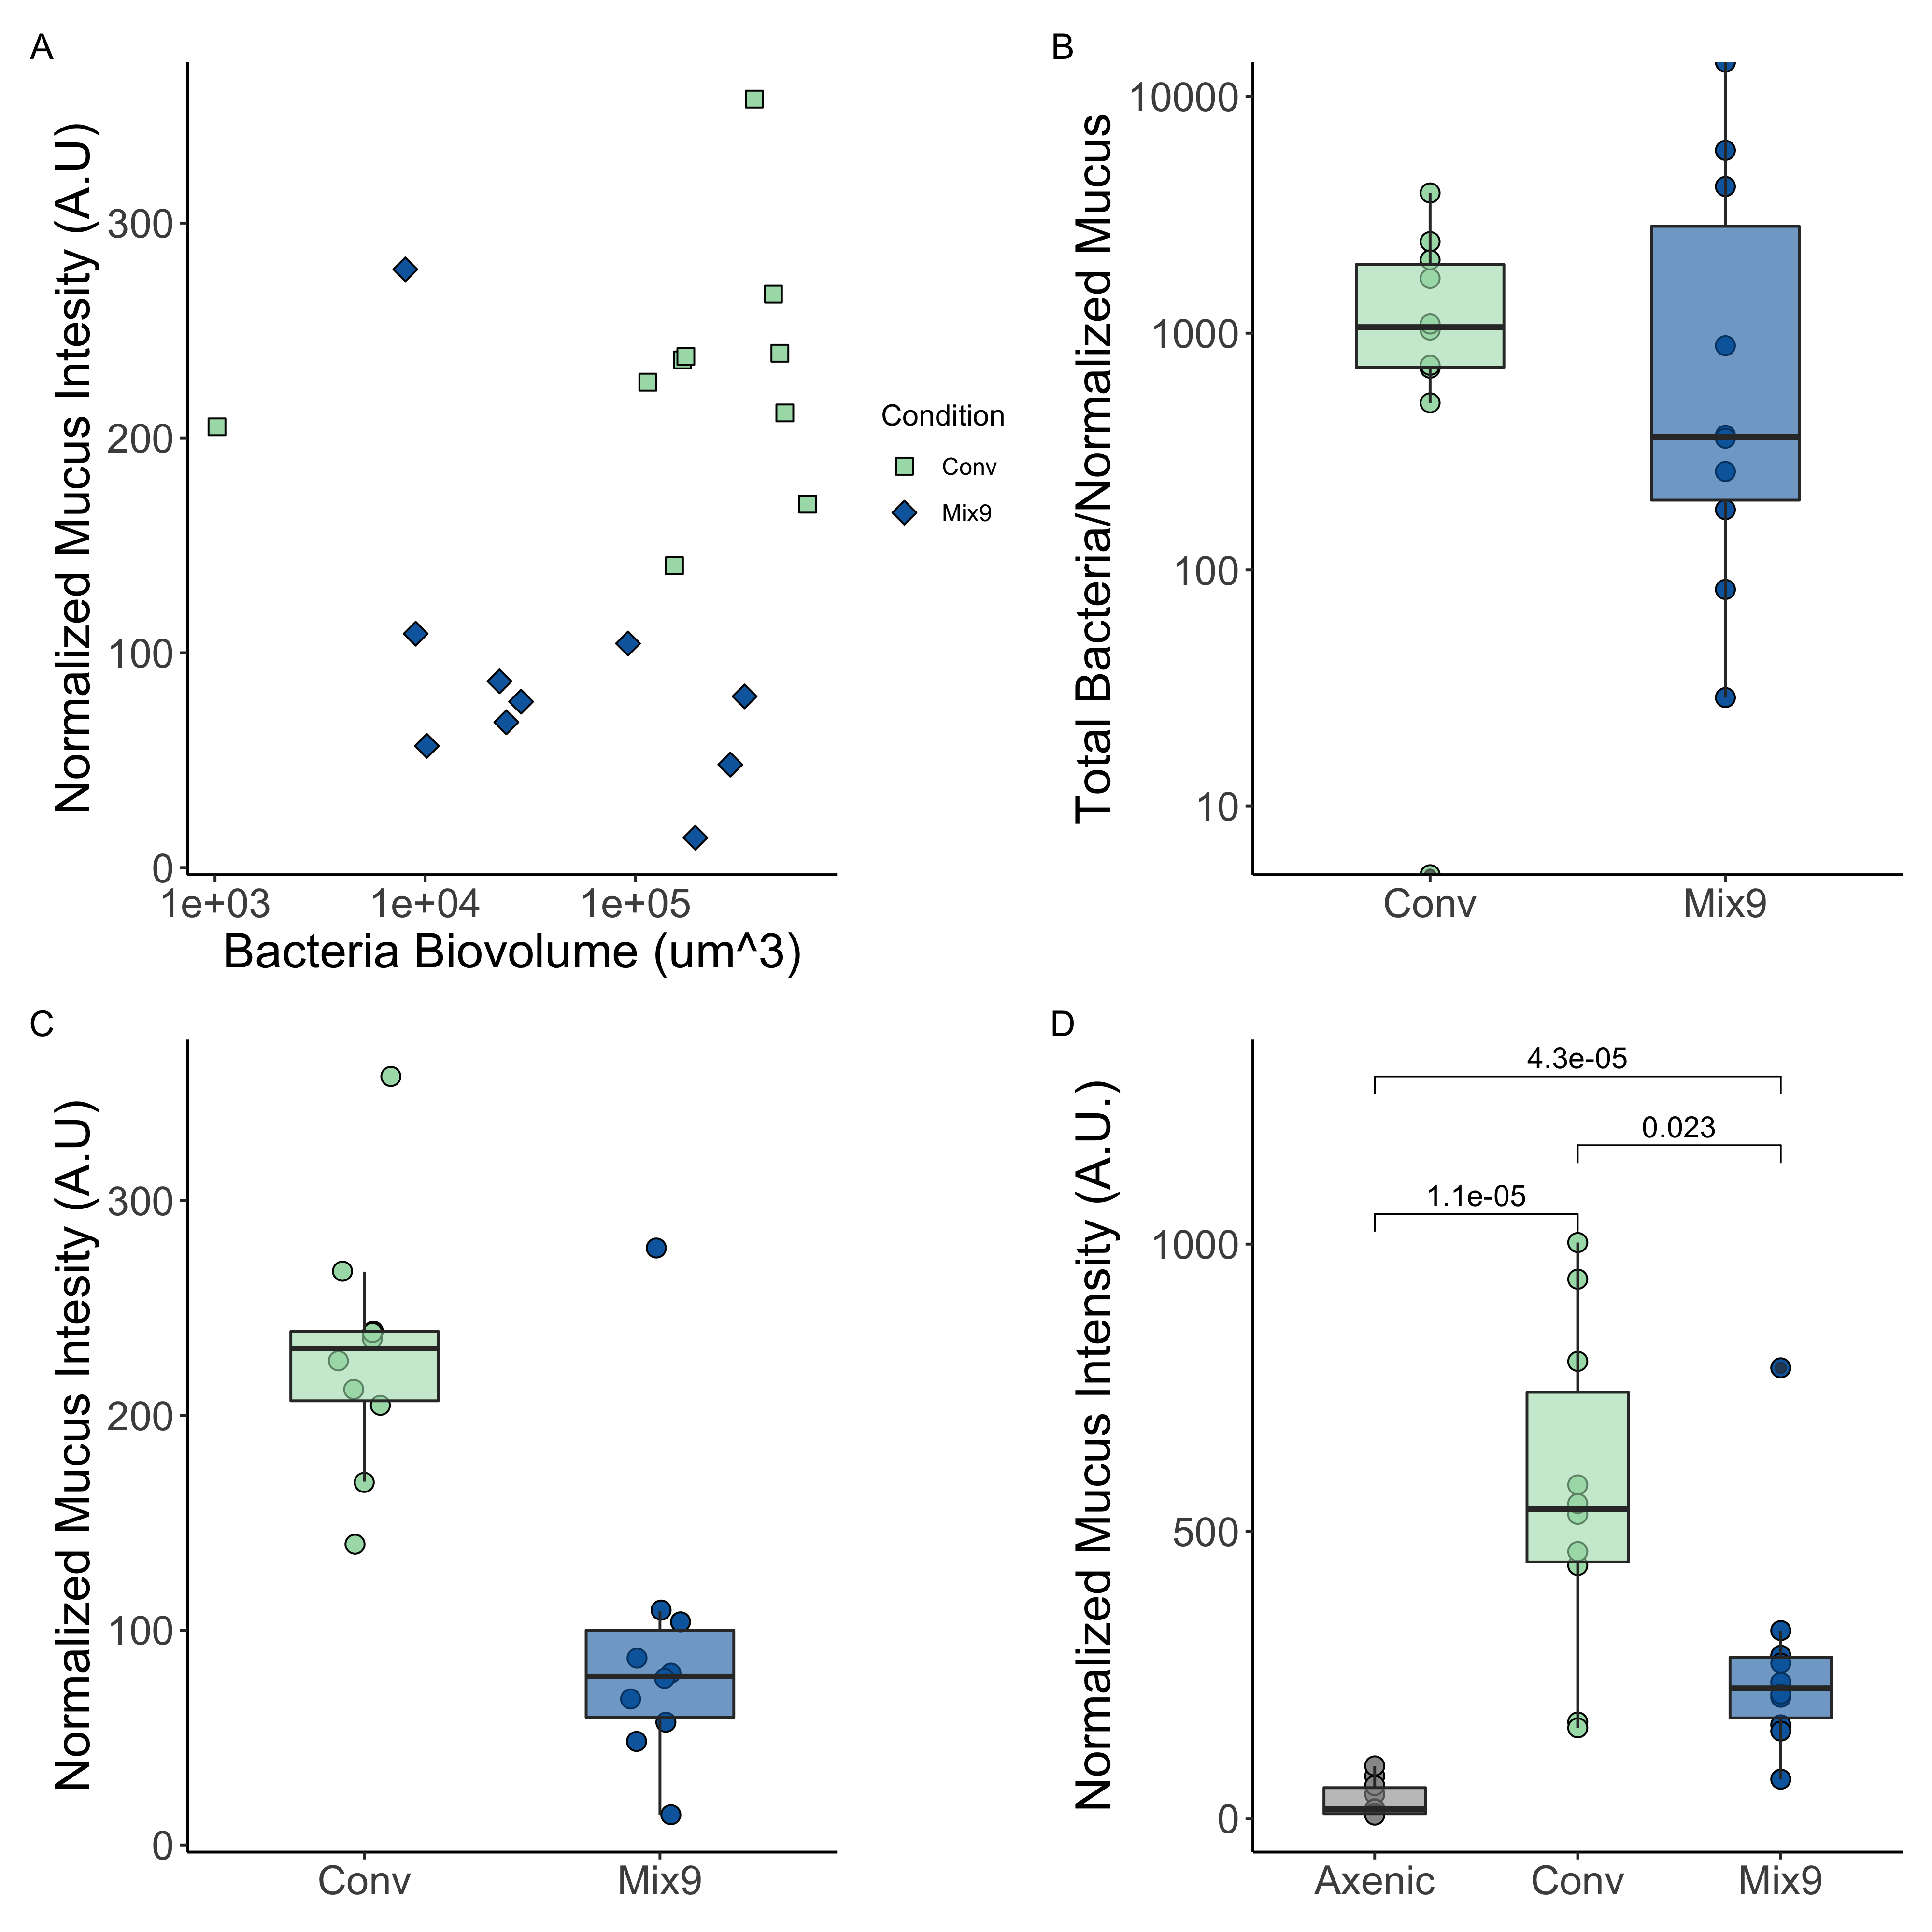 A
Normalized Mucus Intesity (A.U)
300
200
100
0
1e+03
1e+04
1e+05
Bacteria Biovolume (um^3)
Condition
Conv
Mix9
B
Total Bacteria/Normalized Mucus
10000
1000
100
10
Conv
Mix9
C
Normalized Mucus Intesity (A.U)
300
200
100
0
Conv
Mix9
D
Normalized Mucus Intensity (A.U.)
4.3e-05
0.023
1.1e-05
1000
500
0
Axenic
Conv
Mix9